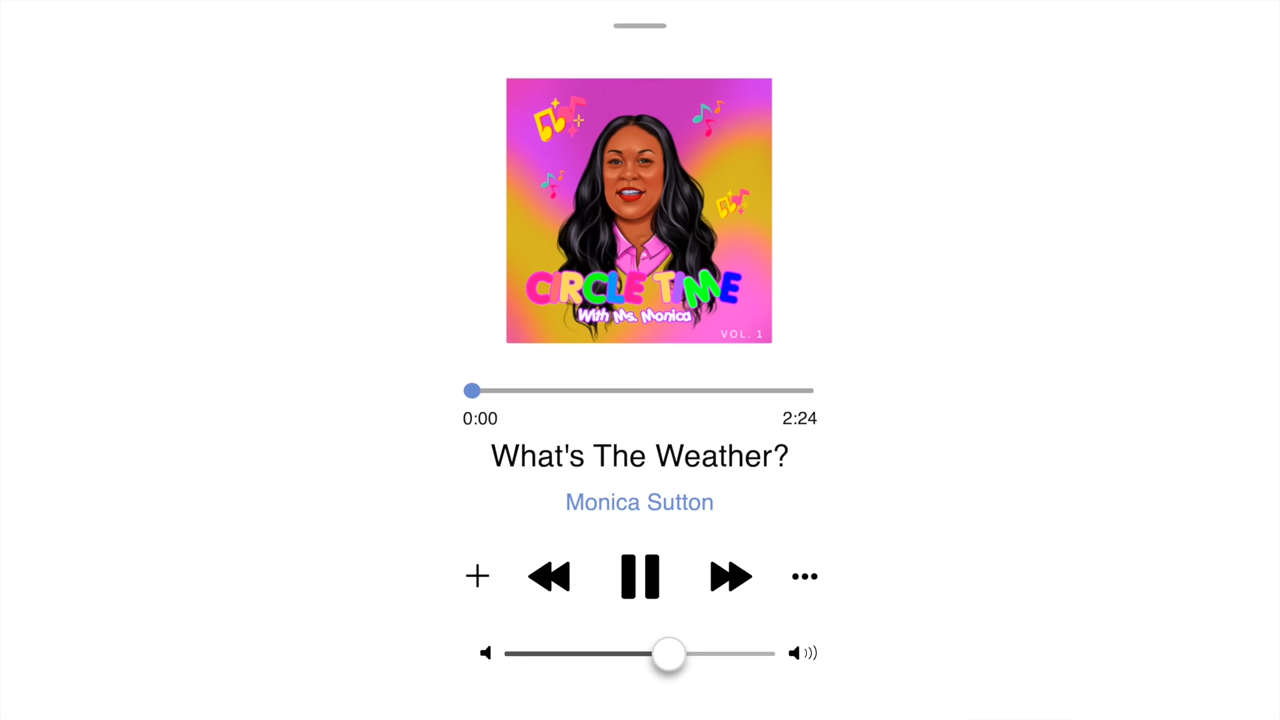 CIRCLE TIME
With Ms. Monica
VOL. 1
0:00 2:24
What's The Weather?
Monica Sutton